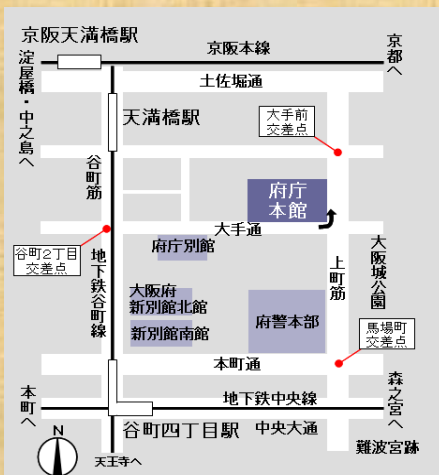 京阪天満橋駅
京阪本線
京都へ
淀屋橋・中之島へ
土佐堀通
天満橋駅
大手前
交差点
谷町筋
府庁
本館
大手通
谷町2丁目
交差点
府庁別館
地下鉄谷町線
上町筋
大阪城公園
大阪府
新別館北館
新別館南館
府警本部
馬場町
交差点
本町通
本町へ
地下鉄中央線
森之宮へ
谷町四丁目駅
中央大通
N
天王寺へ
難波宮跡